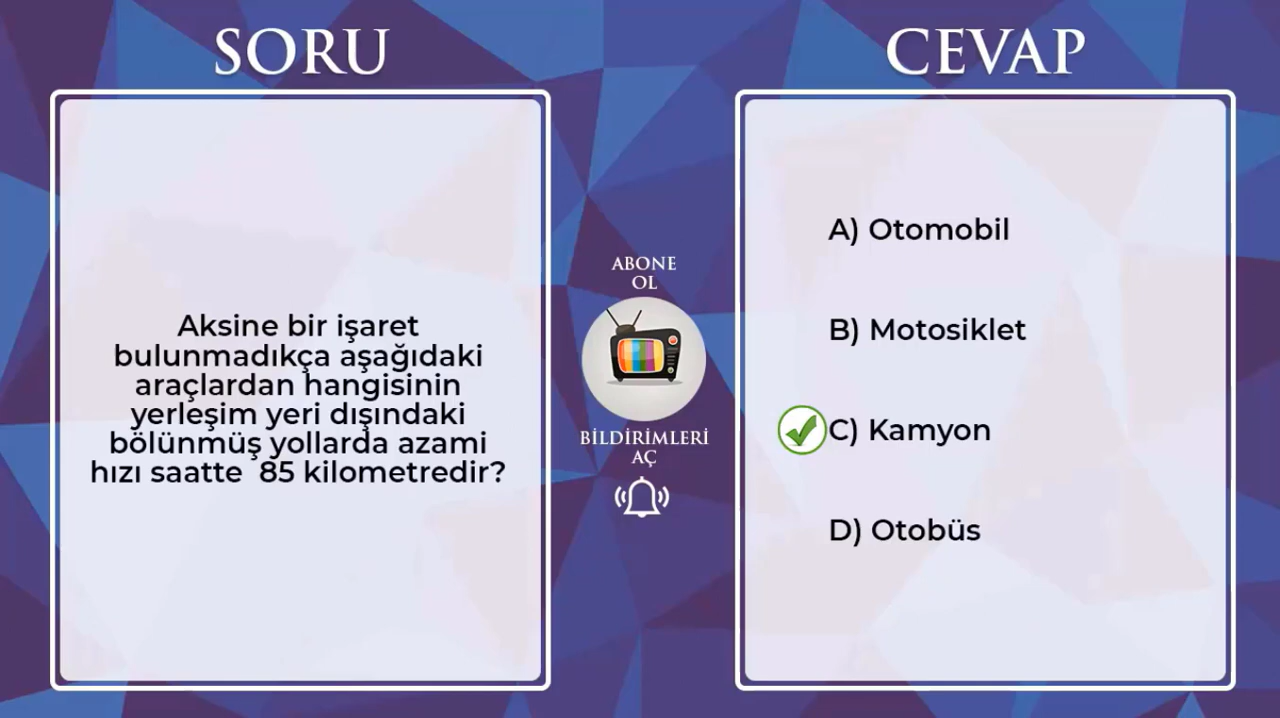 SORU
Aksine bir işaret
bulunmadıkça aşağıdaki
araçlardan hangisinin
yerleşim yeri dışındaki
bölünmüş yollarda azami
hızı saatte  85 kilometredir?
ABONE
OL
BİLDİRİMLERİ
AÇ
CEVAP
A) Otomobil
B) Motosiklet
C) Kamyon
D) Otobüs